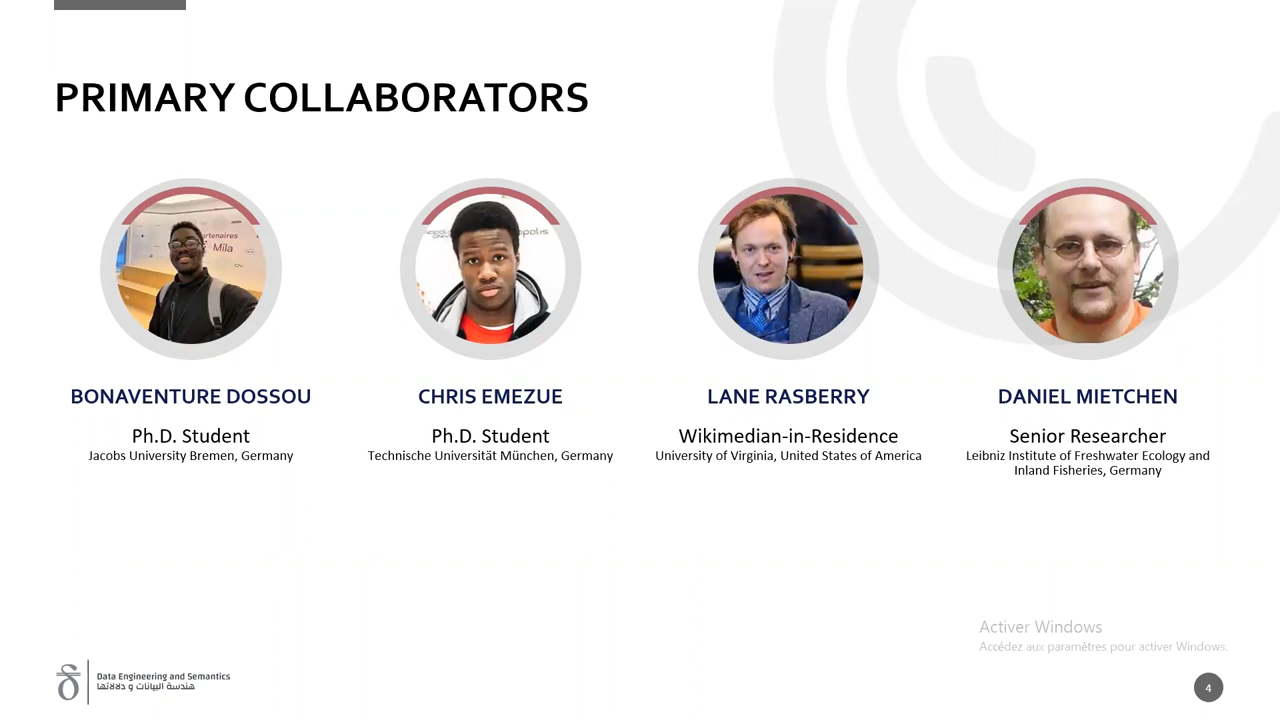 PRIMARY COLLABORATORS
artenaires
Mila
nopolis
BONAVENTURE DOSSOU
CHRIS EMEZUE
LANE RASBERRY
DANIEL MIETCHEN
Ph.D. Student
Ph.D. Student
Wikimedian-in-Residence
Senior Researcher
Jacobs University Bremen, Germany
Technische Universität München, Germany
University of Virginia, United States of America
Leibniz Institute of Freshwater Ecology and
Inland Fisheries, Germany
Activer Windows
Accédez aux paramètres pour activer Windows.
Data Engineering and Semantics
هندسة البيانات و دلالاتها
4